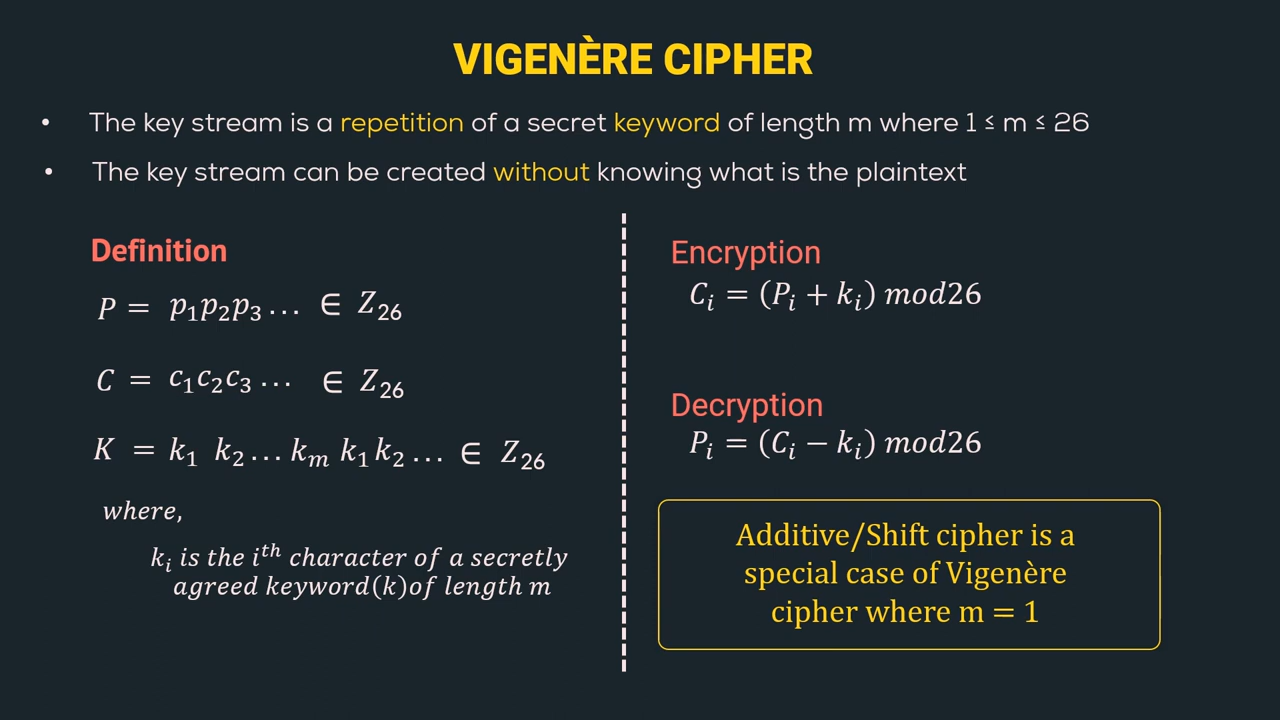 VIGENÈRE CIPHER
• The key stream is a repetition of a secret keyword of length m where 1 ≤ m ≤ 26
• The key stream can be created without knowing what is the plaintext
Definition
P = p₁p₂p₃ … ∈ Z₂₆
C = c₁c₂c₃ … ∈ Z₂₆
K = k₁ k₂ … kₘ k₁ k₂ … ∈ Z₂₆
where,
kᵢ is the iᵗʰ character of a secretly
agreed keyword(k)of length m
Encryption
Cᵢ = (Pᵢ + kᵢ) mod26
Decryption
Pᵢ = (Cᵢ − kᵢ) mod26
Additive/Shift cipher is a
special case of Vigenère
cipher where m = 1